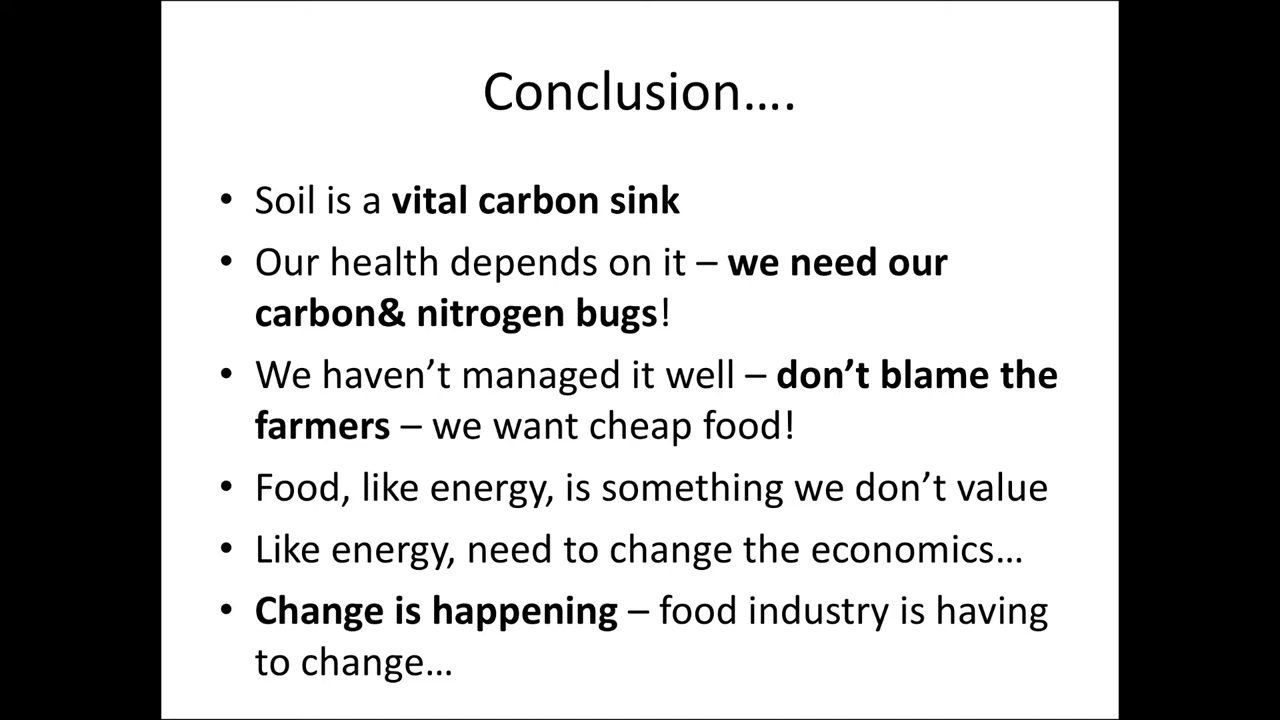 Conclusion….
• Soil is a vital carbon sink
• Our health depends on it – we need our
carbon& nitrogen bugs!
• We haven’t managed it well – don’t blame the
farmers – we want cheap food!
• Food, like energy, is something we don’t value
• Like energy, need to change the economics…
• Change is happening – food industry is having
to change…